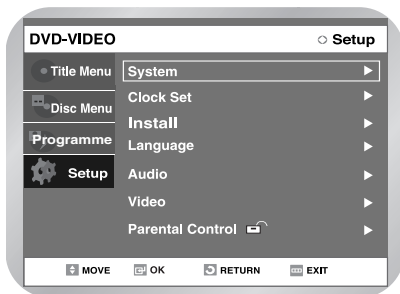 DVD-VIDEO
Setup
Title Menu
Disc Menu
Programme
Setup
System
Clock Set
Install
Language
Audio
Video
Parental Control
MOVE OK RETURN EXIT